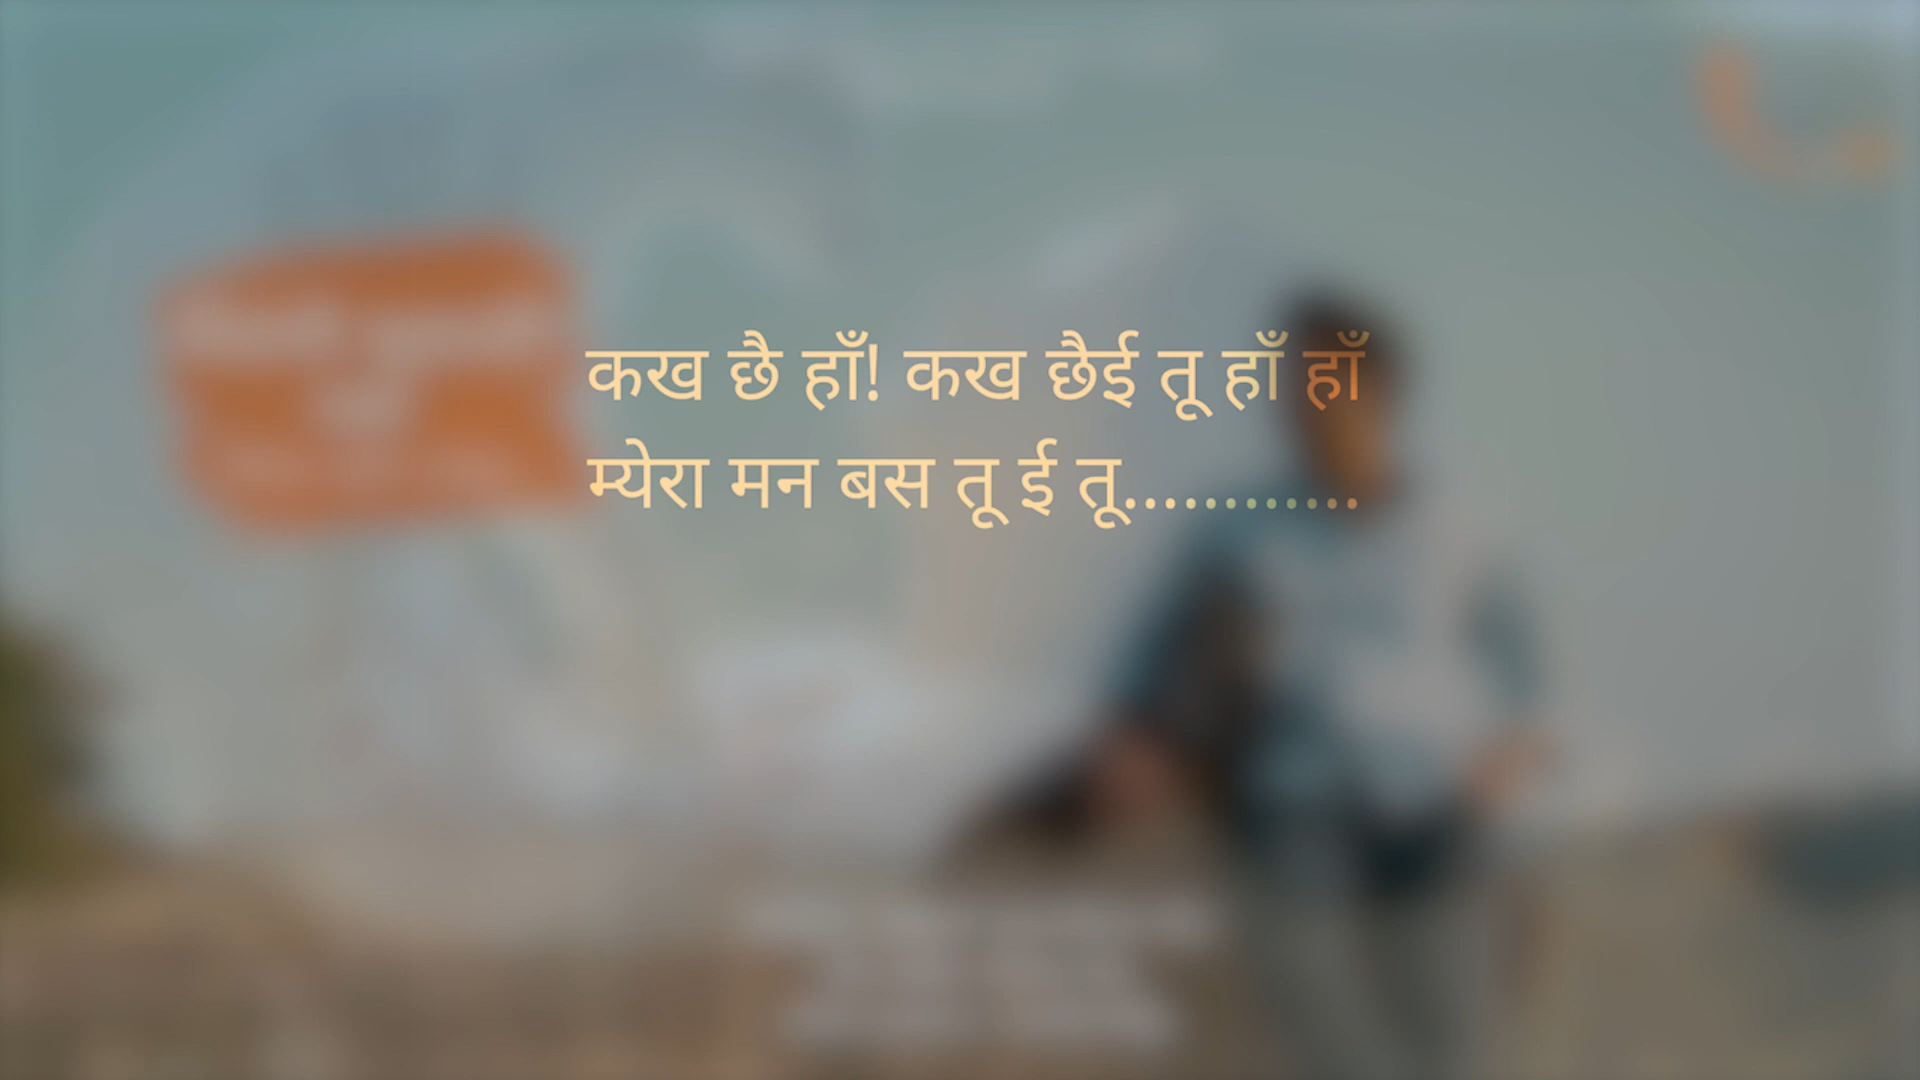 कख छै हाँ! कख छैई तू हाँ हाँ
म्येरा मन बस तू ई तू............